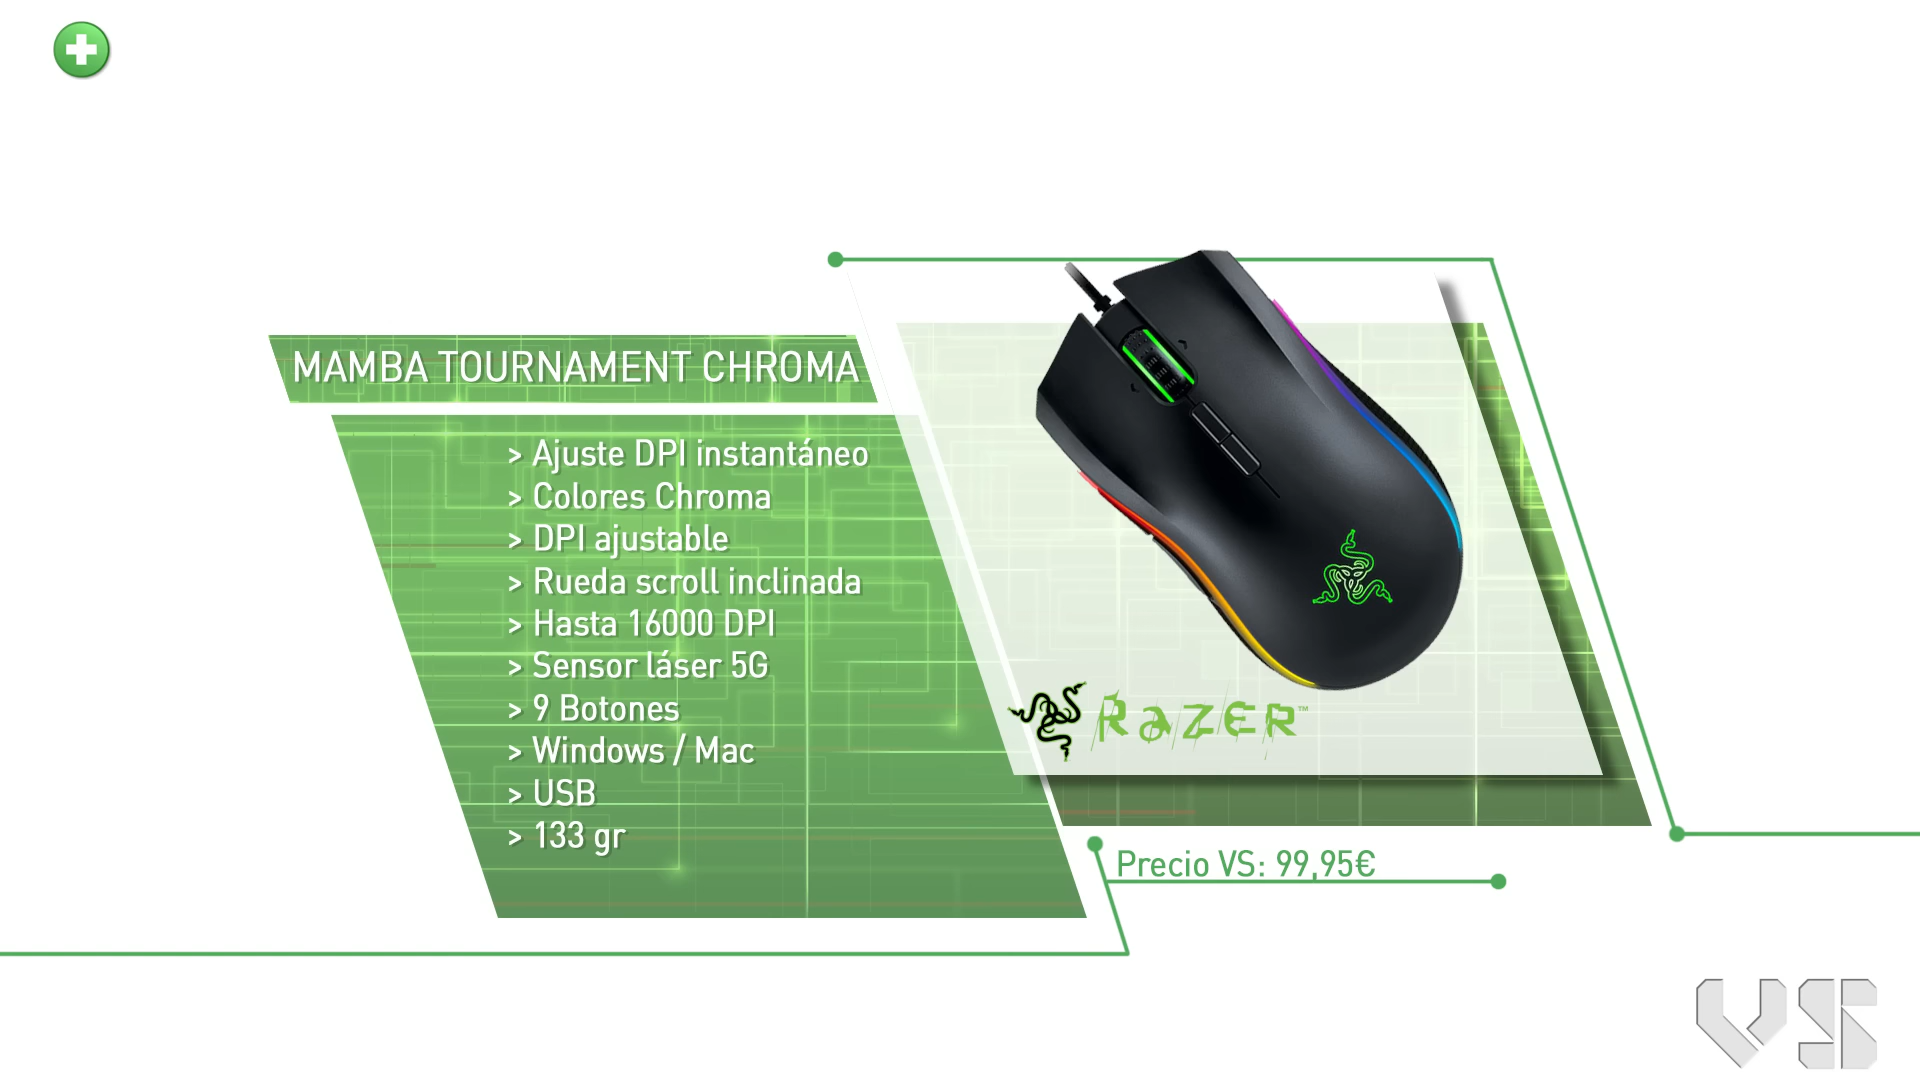 MAMBA TOURNAMENT CHROMA
> Ajuste DPI instantáneo
> Colores Chroma
> DPI ajustable
> Rueda scroll inclinada
> Hasta 16000 DPI
> Sensor láser 5G
> 9 Botones
> Windows / Mac
> USB
> 133 gr
RAZER™
Precio VS: 99,95€
VS